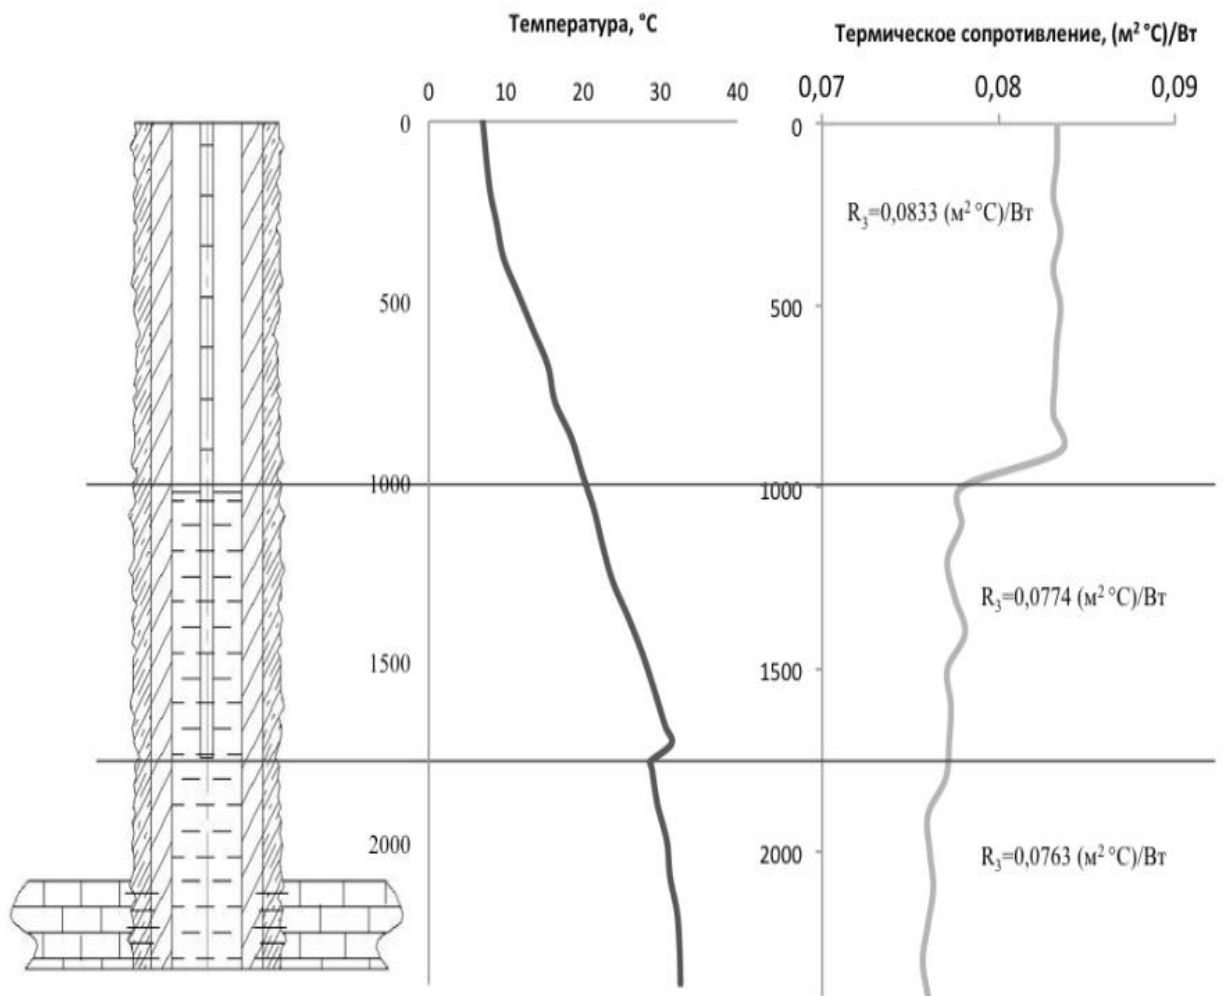 Температура, °C
Термическое сопротивление, (м² °C)/Вт
0 10 20 30 40
0,07 0,08 0,09
0
0
R₃=0,0833 (м² °C)/Вт
500
500
1000
1000
R₃=0,0774 (м² °C)/Вт
1500
1500
2000
2000
R₃=0,0763 (м² °C)/Вт